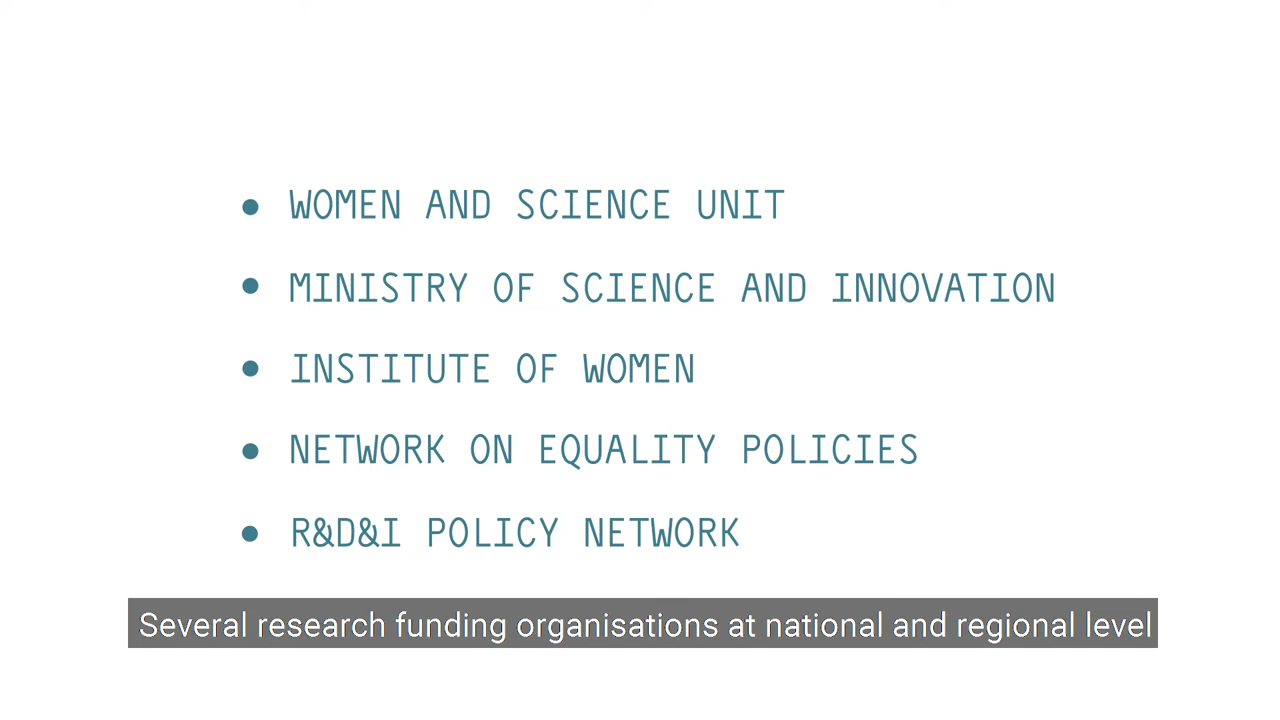 • WOMEN AND SCIENCE UNIT
• MINISTRY OF SCIENCE AND INNOVATION
• INSTITUTE OF WOMEN
• NETWORK ON EQUALITY POLICIES
• R&D&I POLICY NETWORK
Several research funding organisations at national and regional level